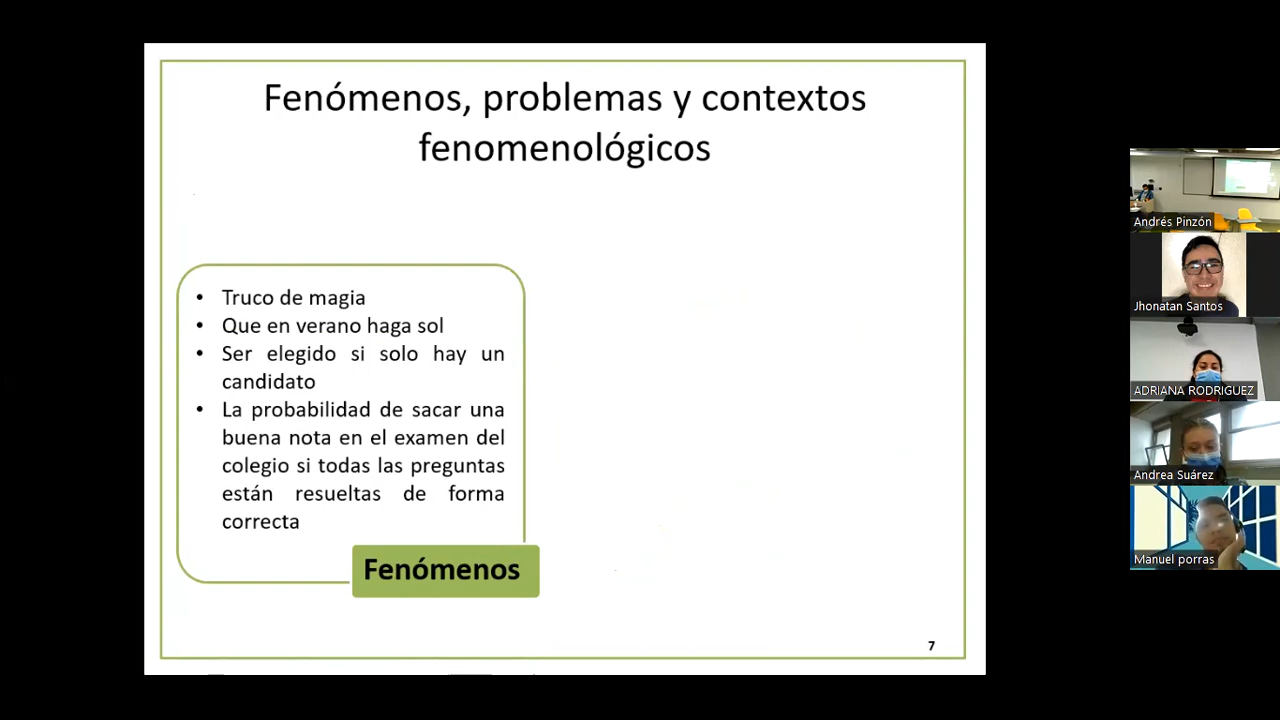 Fenómenos, problemas y contextos
fenomenológicos
• Truco de magia
• Que en verano haga sol
• Ser elegido si solo hay un
candidato
• La probabilidad de sacar una
buena nota en el examen del
colegio si todas las preguntas
están resueltas de forma
correcta
Fenómenos
7
Andrés Pinzón
Jhonatan Santos
ADRIANA RODRIGUEZ
Andrea Suárez
Manuel porras